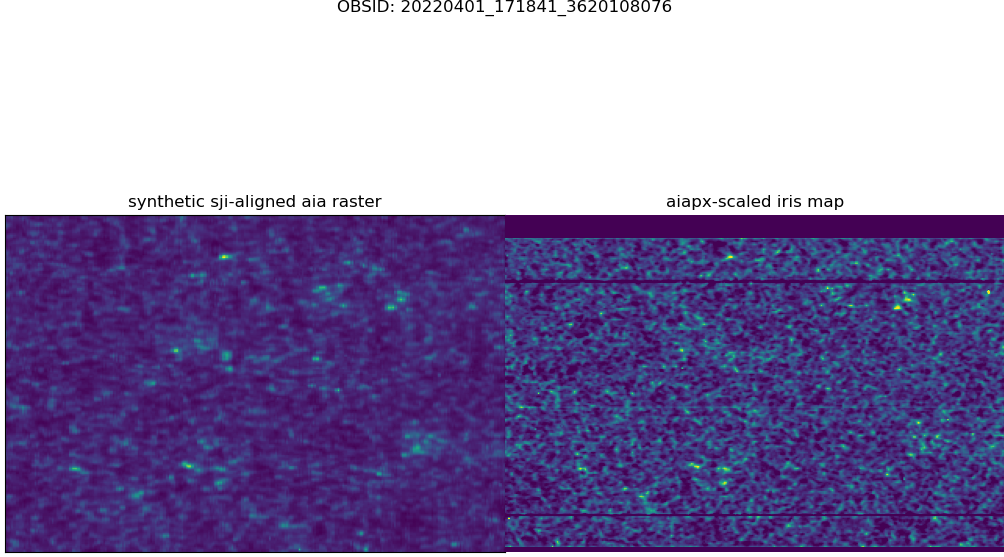 OBSID: 20220401_171841_3620108076
synthetic sji-aligned aia raster
aiapx-scaled iris map